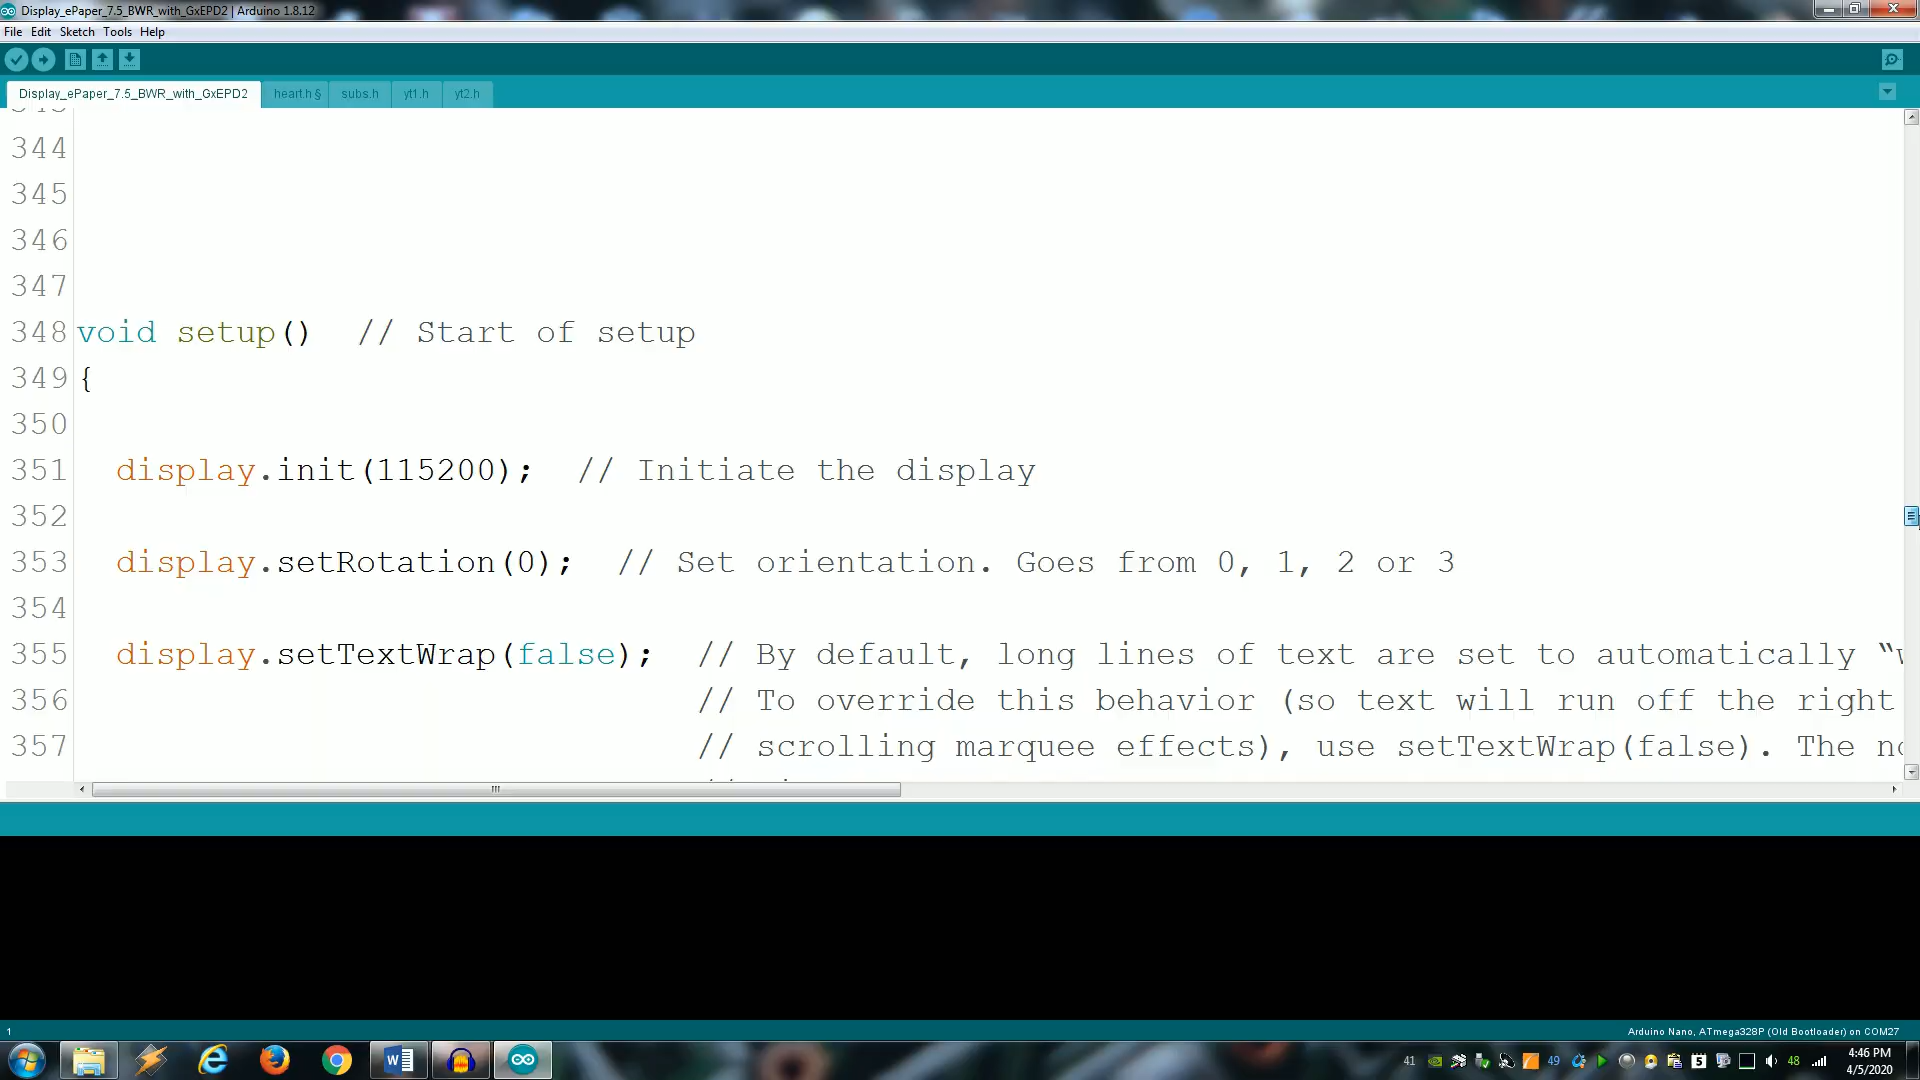 Display_ePaper_7.5_BWR_with_GxEPD2 | Arduino 1.8.12
File Edit Sketch Tools Help
Display_ePaper_7.5_BWR_with_GxEPD2 heart.h § subs.h yt1.h yt2.h
344
345
346
347
348 void setup() // Start of setup
349 {
350
351 display.init(115200); // Initiate the display
352
353 display.setRotation(0); // Set orientation. Goes from 0, 1, 2 or 3
354
355 display.setTextWrap(false); // By default, long lines of text are set to automatically “w
356 // To override this behavior (so text will run off the right
357 // scrolling marquee effects), use setTextWrap(false). The no
1 Arduino Nano, ATmega328P (Old Bootloader) on COM27
41 49 5 48 4:46 PM
4/5/2020